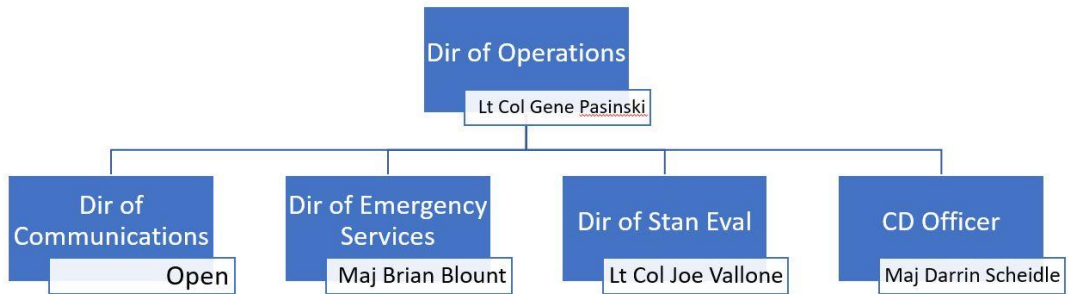 Dir of Operations
Lt Col Gene Pasinski
Dir of
Communications
Open
Dir of Emergency
Services
Maj Brian Blount
Dir of Stan Eval
Lt Col Joe Vallone
CD Officer
Maj Darrin Scheidle